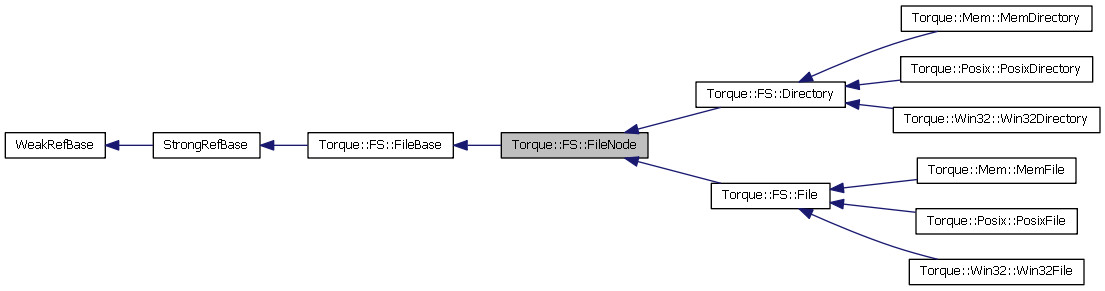 WeakRefBase
StrongRefBase
Torque::FS::FileBase
Torque::FS::FileNode
Torque::FS::Directory
Torque::Mem::MemDirectory
Torque::Posix::PosixDirectory
Torque::Win32::Win32Directory
Torque::FS::File
Torque::Mem::MemFile
Torque::Posix::PosixFile
Torque::Win32::Win32File